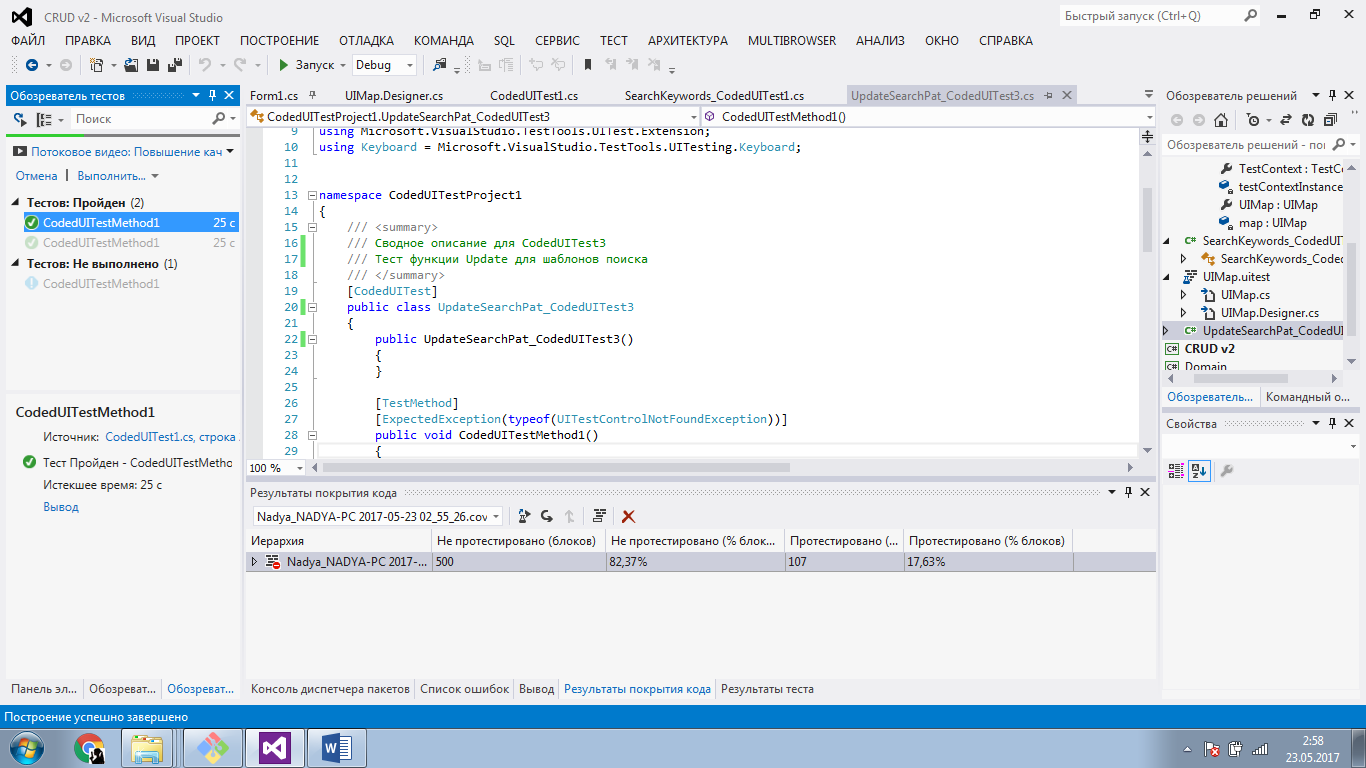 CRUD v2 - Microsoft Visual Studio
Быстрый запуск (Ctrl+Q)
ФАЙЛ ПРАВКА ВИД ПРОЕКТ ПОСТРОЕНИЕ ОТЛАДКА КОМАНДА SQL СЕРВИС ТЕСТ АРХИТЕКТУРА MULTIBROWSER АНАЛИЗ ОКНО СПРАВКА
Запуск Debug
Обозреватель тестов
Поиск
Потоковое видео: Повышение кач
Отмена | Выполнить...
Тестов: Пройден (2)
CodedUITestMethod1 25 с
CodedUITestMethod1 25 с
Тестов: Не выполнено (1)
CodedUITestMethod1
CodedUITestMethod1
Источник: CodedUITest1.cs, строка
Тест Пройден - CodedUITestMetho
Истекшее время: 25 с
Вывод
Панель эл... Обозреват... Обозреват...
Form1.cs UIMap.Designer.cs CodedUITest1.cs SearchKeywords_CodedUITest1.cs UpdateSearchPat_CodedUITest3.cs
CodedUITestProject1.UpdateSearchPat_CodedUITest3 CodedUITestMethod1()
9 using Microsoft.VisualStudio.TestTools.UITest.Extension;
10 using Keyboard = Microsoft.VisualStudio.TestTools.UITesting.Keyboard;
11
12
13 namespace CodedUITestProject1
14 {
15 /// <summary>
16 /// Сводное описание для CodedUITest3
17 /// Тест функции Update для шаблонов поиска
18 /// </summary>
19 [CodedUITest]
20 public class UpdateSearchPat_CodedUITest3
21 {
22 public UpdateSearchPat_CodedUITest3()
23 {
24 }
25
26 [TestMethod]
27 [ExpectedException(typeof(UITestControlNotFoundException))]
28 public void CodedUITestMethod1()
29 {
100 %
Результаты покрытия кода
Nadya_NADYA-PC 2017-05-23 02_55_26.cov
Иерархия Не протестировано (блоков) Не протестировано (% блок... Протестировано (... Протестировано (% блоков)
Nadya_NADYA-PC 2017-... 500 82,37% 107 17,63%
Консоль диспетчера пакетов Список ошибок Вывод Результаты покрытия кода Результаты теста
Обозреватель решений
Обозреватель решений - пои
TestContext : TestCo
testContextInstance
UIMap : UIMap
map : UIMap
SearchKeywords_CodedUI
SearchKeywords_Coded
UIMap.uitest
UIMap.cs
UIMap.Designer.cs
UpdateSearchPat_CodedUI
CRUD v2
Domain
Обозреватель... Командный о...
Свойства
Построение успешно завершено
2:58
23.05.2017